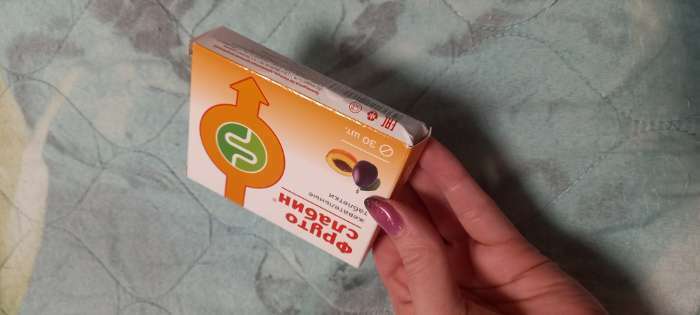 Фруто
слабин®
жевательные
таблетки
30 шт.
EAC